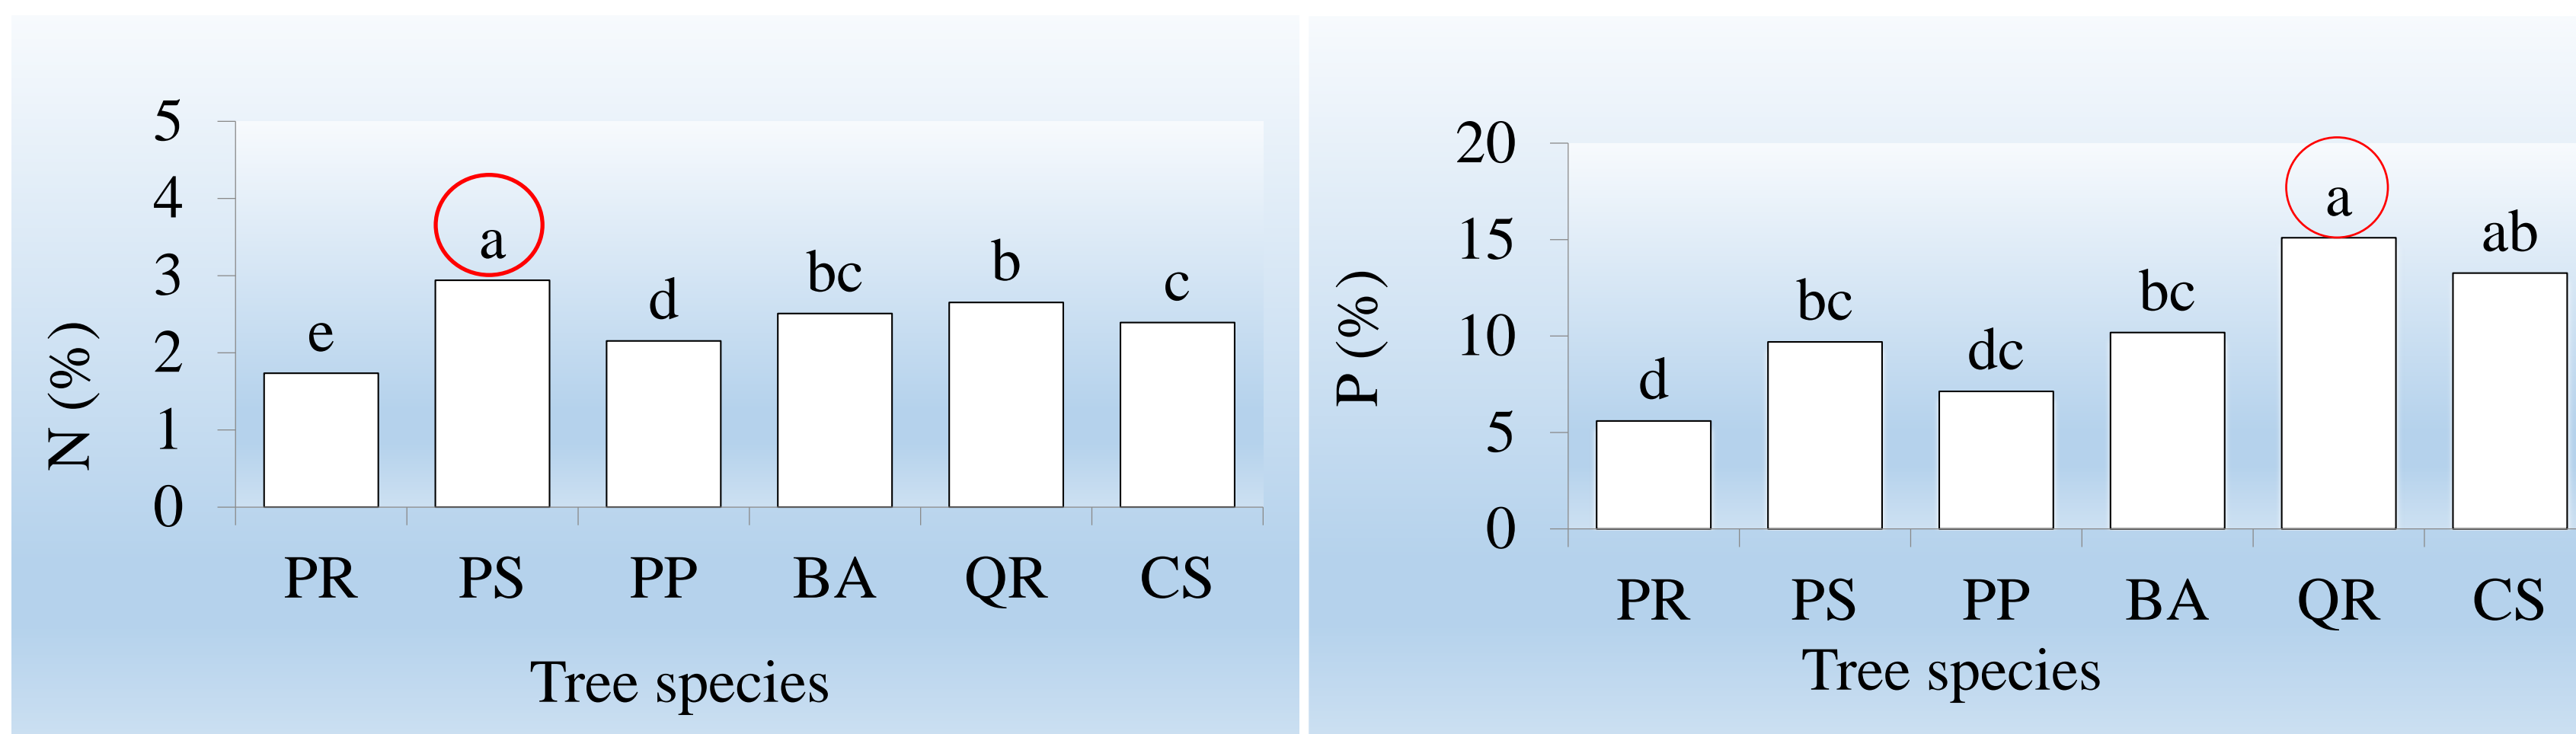 5
4
3
2
1
0
N (%)
a
e
d
bc
b
c
PR PS PP BA QR CS
Tree species
20
15
10
5
0
P (%)
d
bc
dc
bc
a
ab
PR PS PP BA QR CS
Tree species